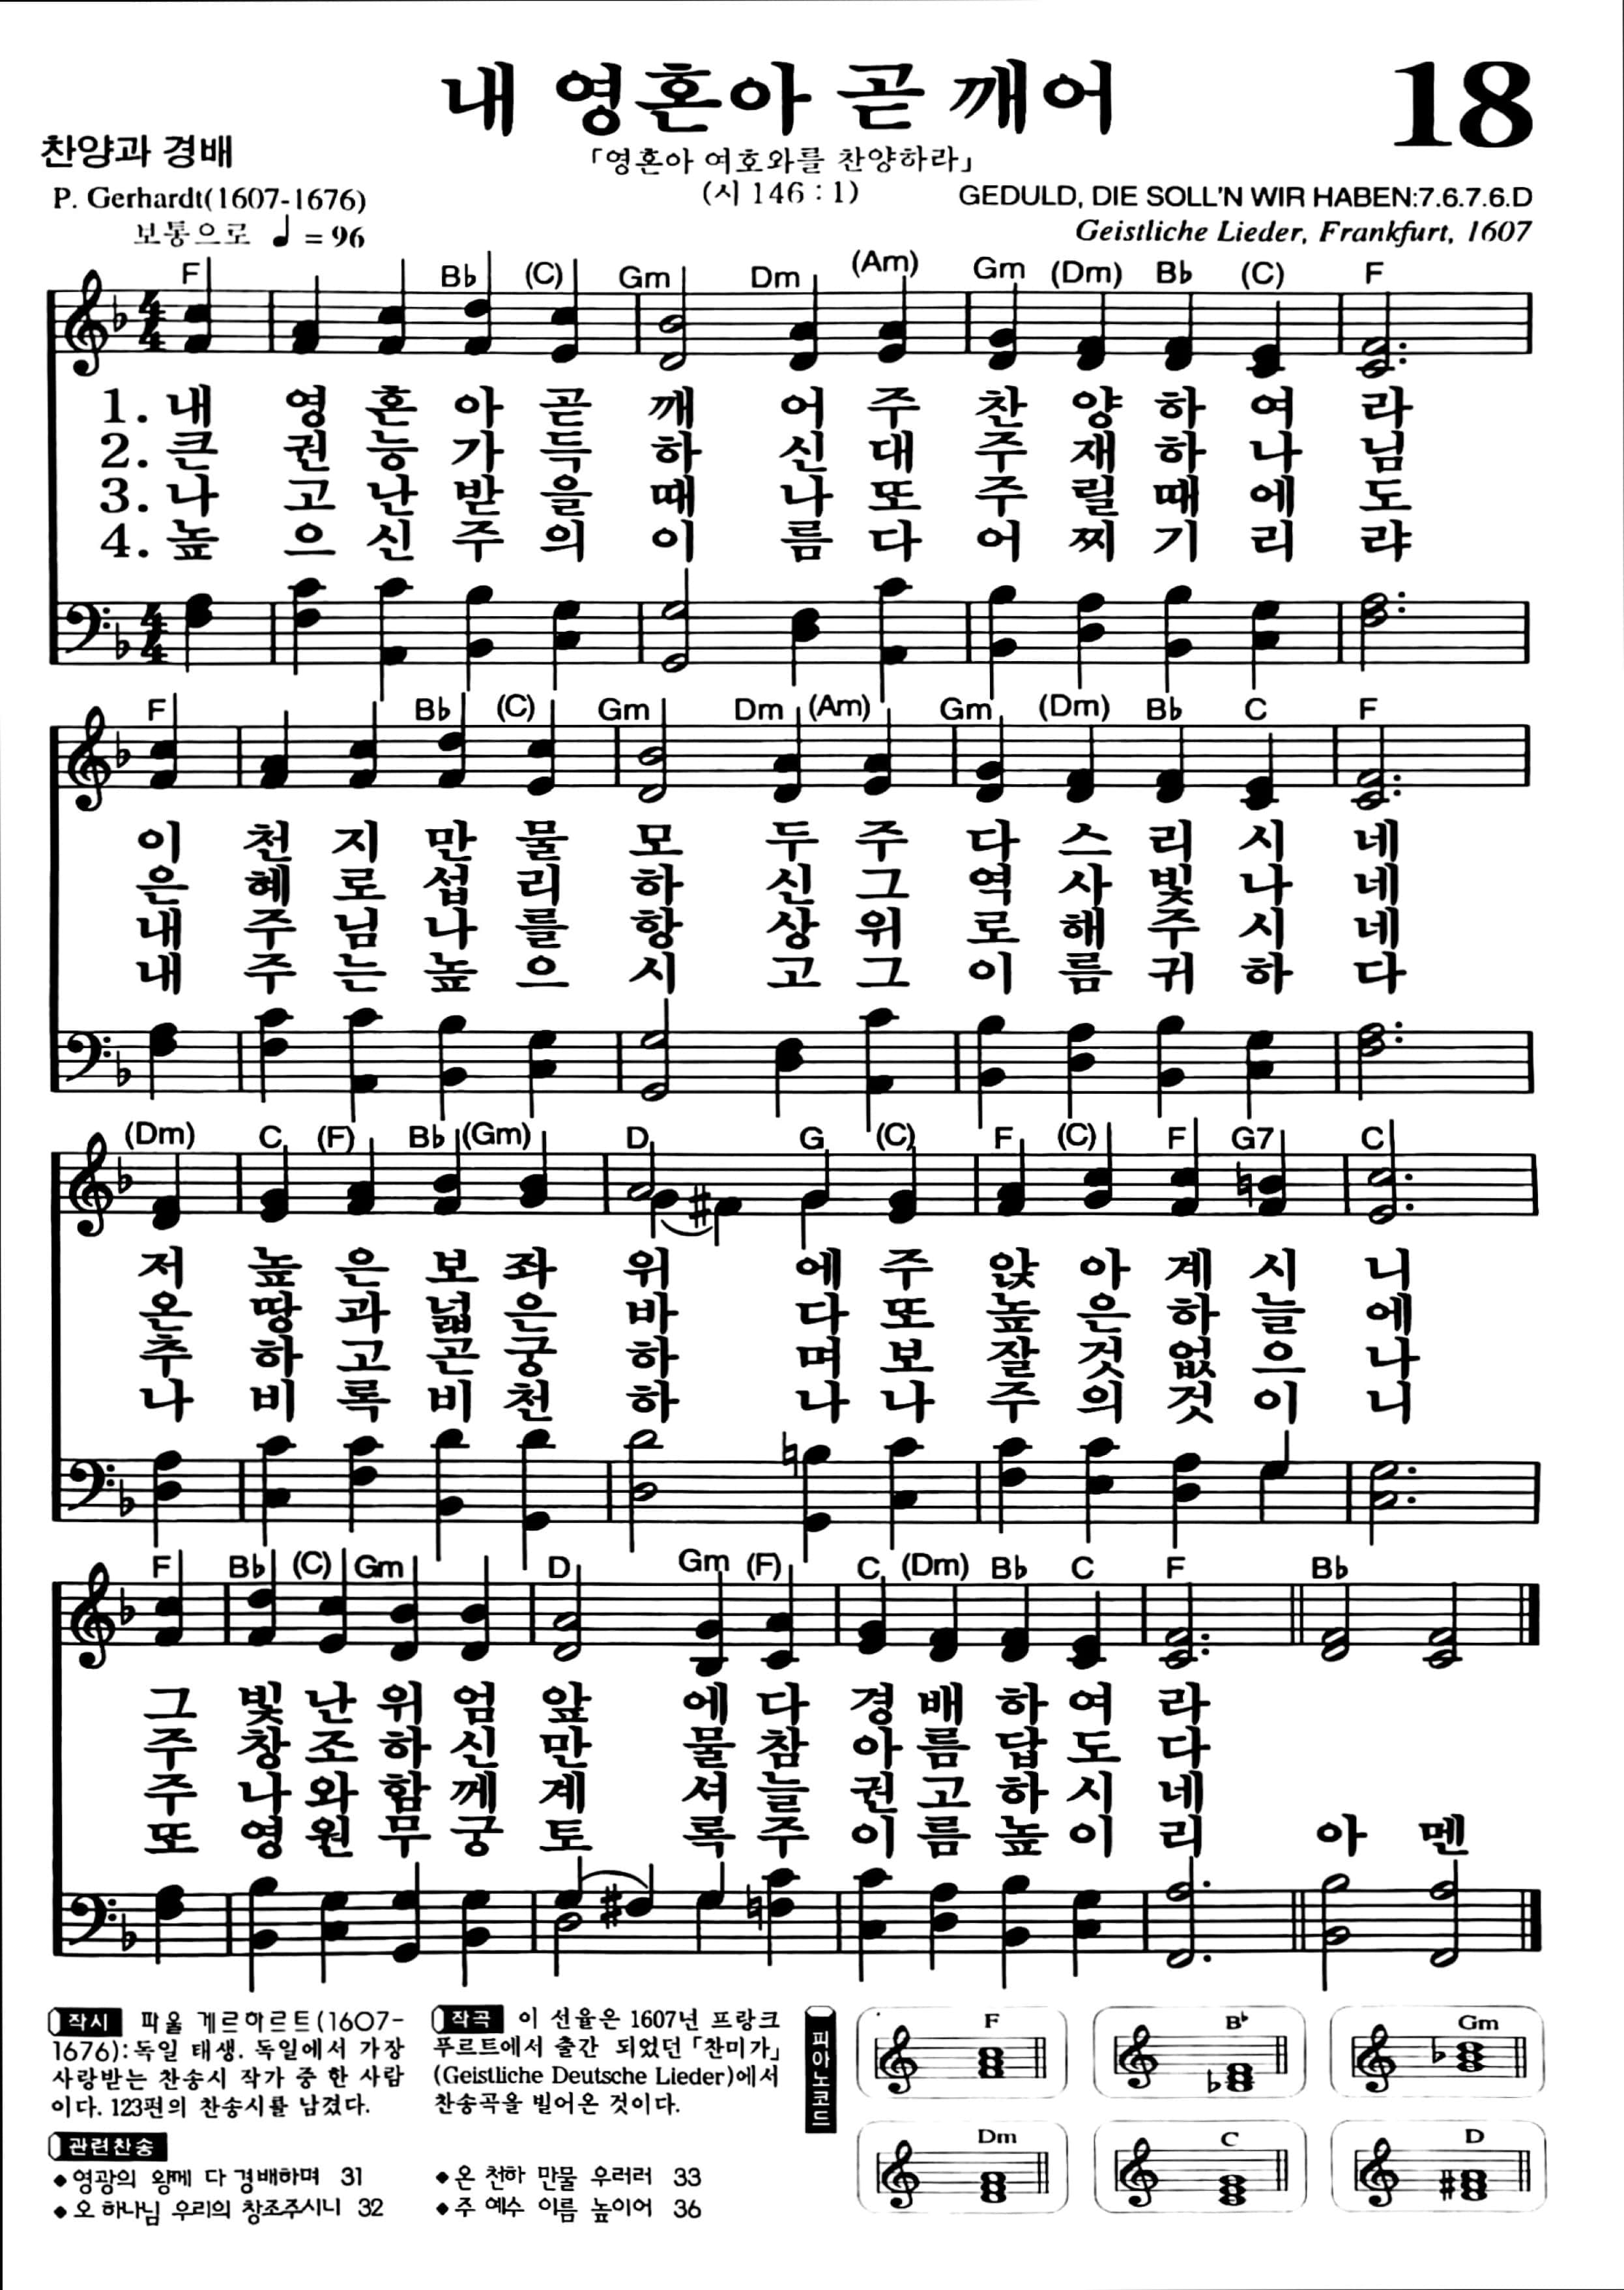 내 영혼아 곧 깨어
18
찬양과 경배
「영혼아 여호와를 찬양하라」
(시 146 : 1)
P. Gerhardt(1607-1676)
보통으로 ♩ = 96
GEDULD, DIE SOLL'N WIR HABEN:7.6.7.6.D
Geistliche Lieder, Frankfurt, 1607
F B♭ (C) Gm Dm (Am) Gm (Dm) B♭ (C) F
1. 내 영 혼 아 곧 깨 어 주 찬 양 하 여 라
2. 큰 권 능 가 득 하 신 대 주 재 하 나 님
3. 나 고 난 받 을 때 나 또 주 릴 때 에 도
4. 높 으 신 주 의 이 름 다 어 찌 기 리 랴
F B♭ (C) Gm Dm (Am) Gm (Dm) B♭ C F
이 천 지 만 물 모 두 주 다 스 리 시 네
은 혜 로 섭 리 하 신 그 역 사 빛 나 네
내 주 님 나 를 항 상 위 로 해 주 시 네
내 주 는 높 으 시 고 그 이 름 귀 하 다
(Dm) C (F) B♭ (Gm) D G (C) F (C) F G7 C
저 높 은 보 좌 위 에 주 앉 아 계 시 니
온 땅 과 넓 은 바 다 또 높 은 하 늘 에
추 하 고 곤 궁 하 며 보 잘 것 없 으 나
나 비 록 비 천 하 나 나 주 의 것 이 니
F B♭ (C) Gm D Gm (F) C (Dm) B♭ C F B♭
그 빛 난 위 엄 앞 에 다 경 배 하 여 라
주 창 조 하 신 만 물 참 아 름 답 도 다
주 나 와 함 께 계 셔 늘 권 고 하 시 네
또 영 원 무 궁 토 록 주 이 름 높 이 리 아 멘
작시 파울 게르하르트(1607-
1676):독일 태생. 독일에서 가장
사랑받는 찬송시 작가 중 한 사람
이다. 123편의 찬송시를 남겼다.
작곡 이 선율은 1607년 프랑크
푸르트에서 출간 되었던 「찬미가」
(Geistliche Deutsche Lieder)에서
찬송곡을 빌어온 것이다.
관련찬송
◆영광의 왕께 다 경배하며 31
◆오 하나님 우리의 창조주시니 32
◆온 천하 만물 우러러 33
◆주 예수 이름 높이어 36
피아노코드
F B♭ Gm
Dm C D